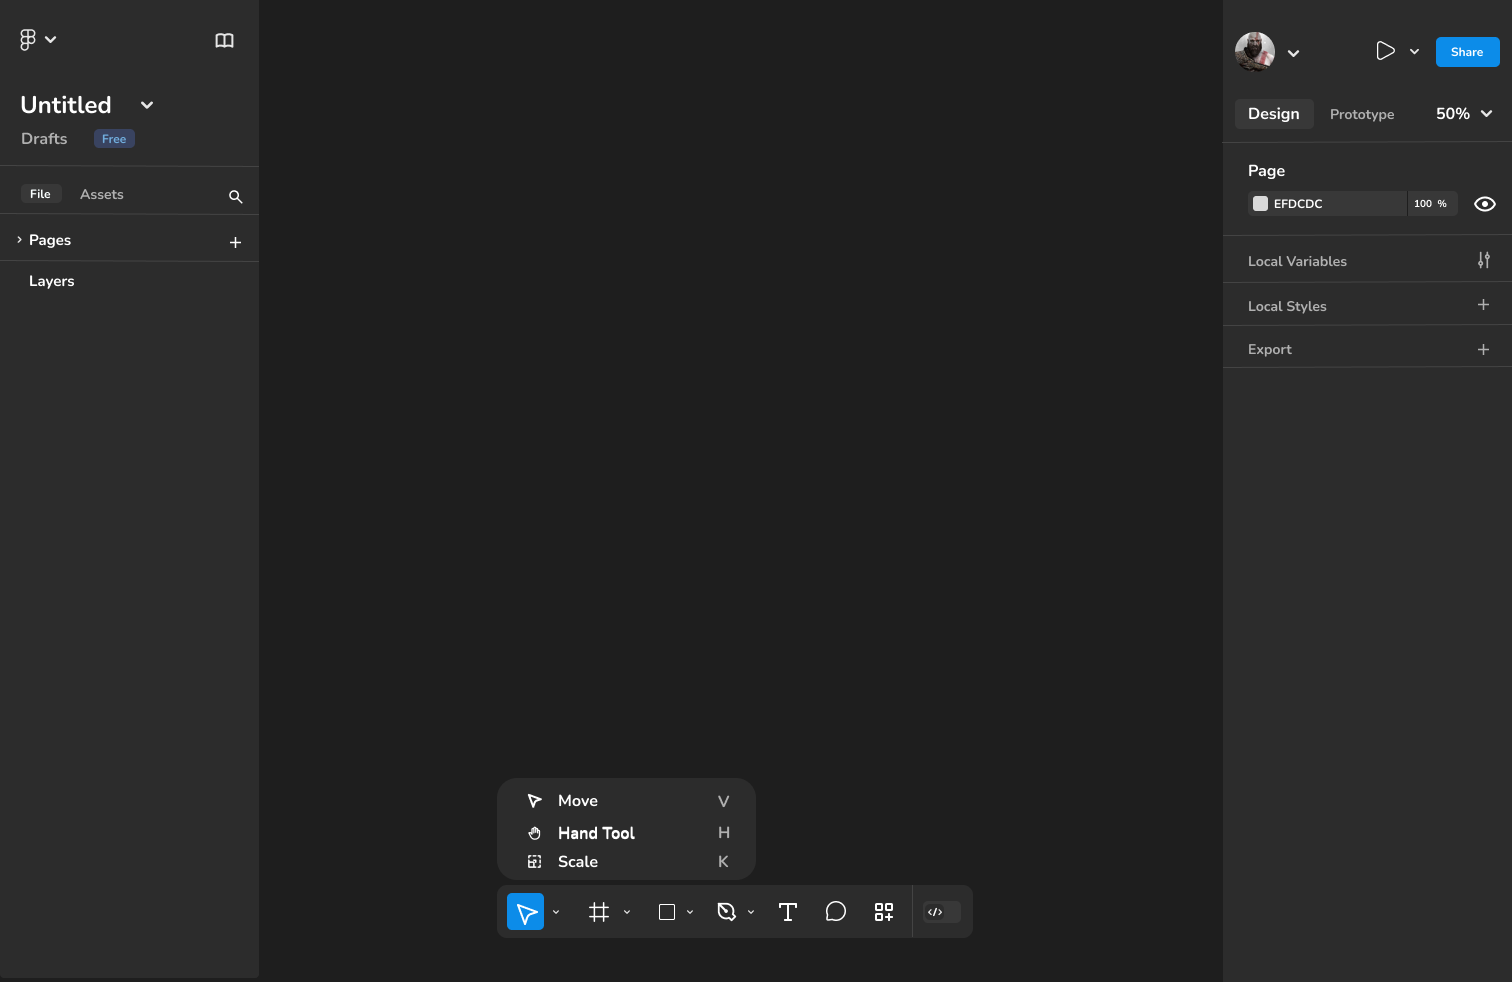 Untitled
Drafts Free
File Assets
Pages
Layers
Share
Design Prototype 50%
Page
EFDCDC 100 %
Local Variables
Local Styles
Export
Move V
Hand Tool H
Scale K